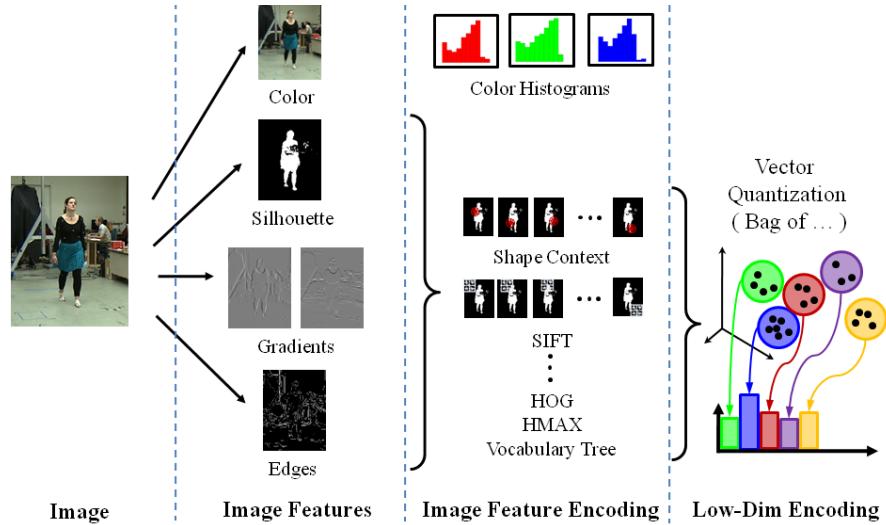 Color
Silhouette
Gradients
Edges
Color Histograms
Shape Context
SIFT
HOG
HMAX
Vocabulary Tree
Vector
Quantization
( Bag of … )
Image
Image Features
Image Feature Encoding
Low-Dim Encoding